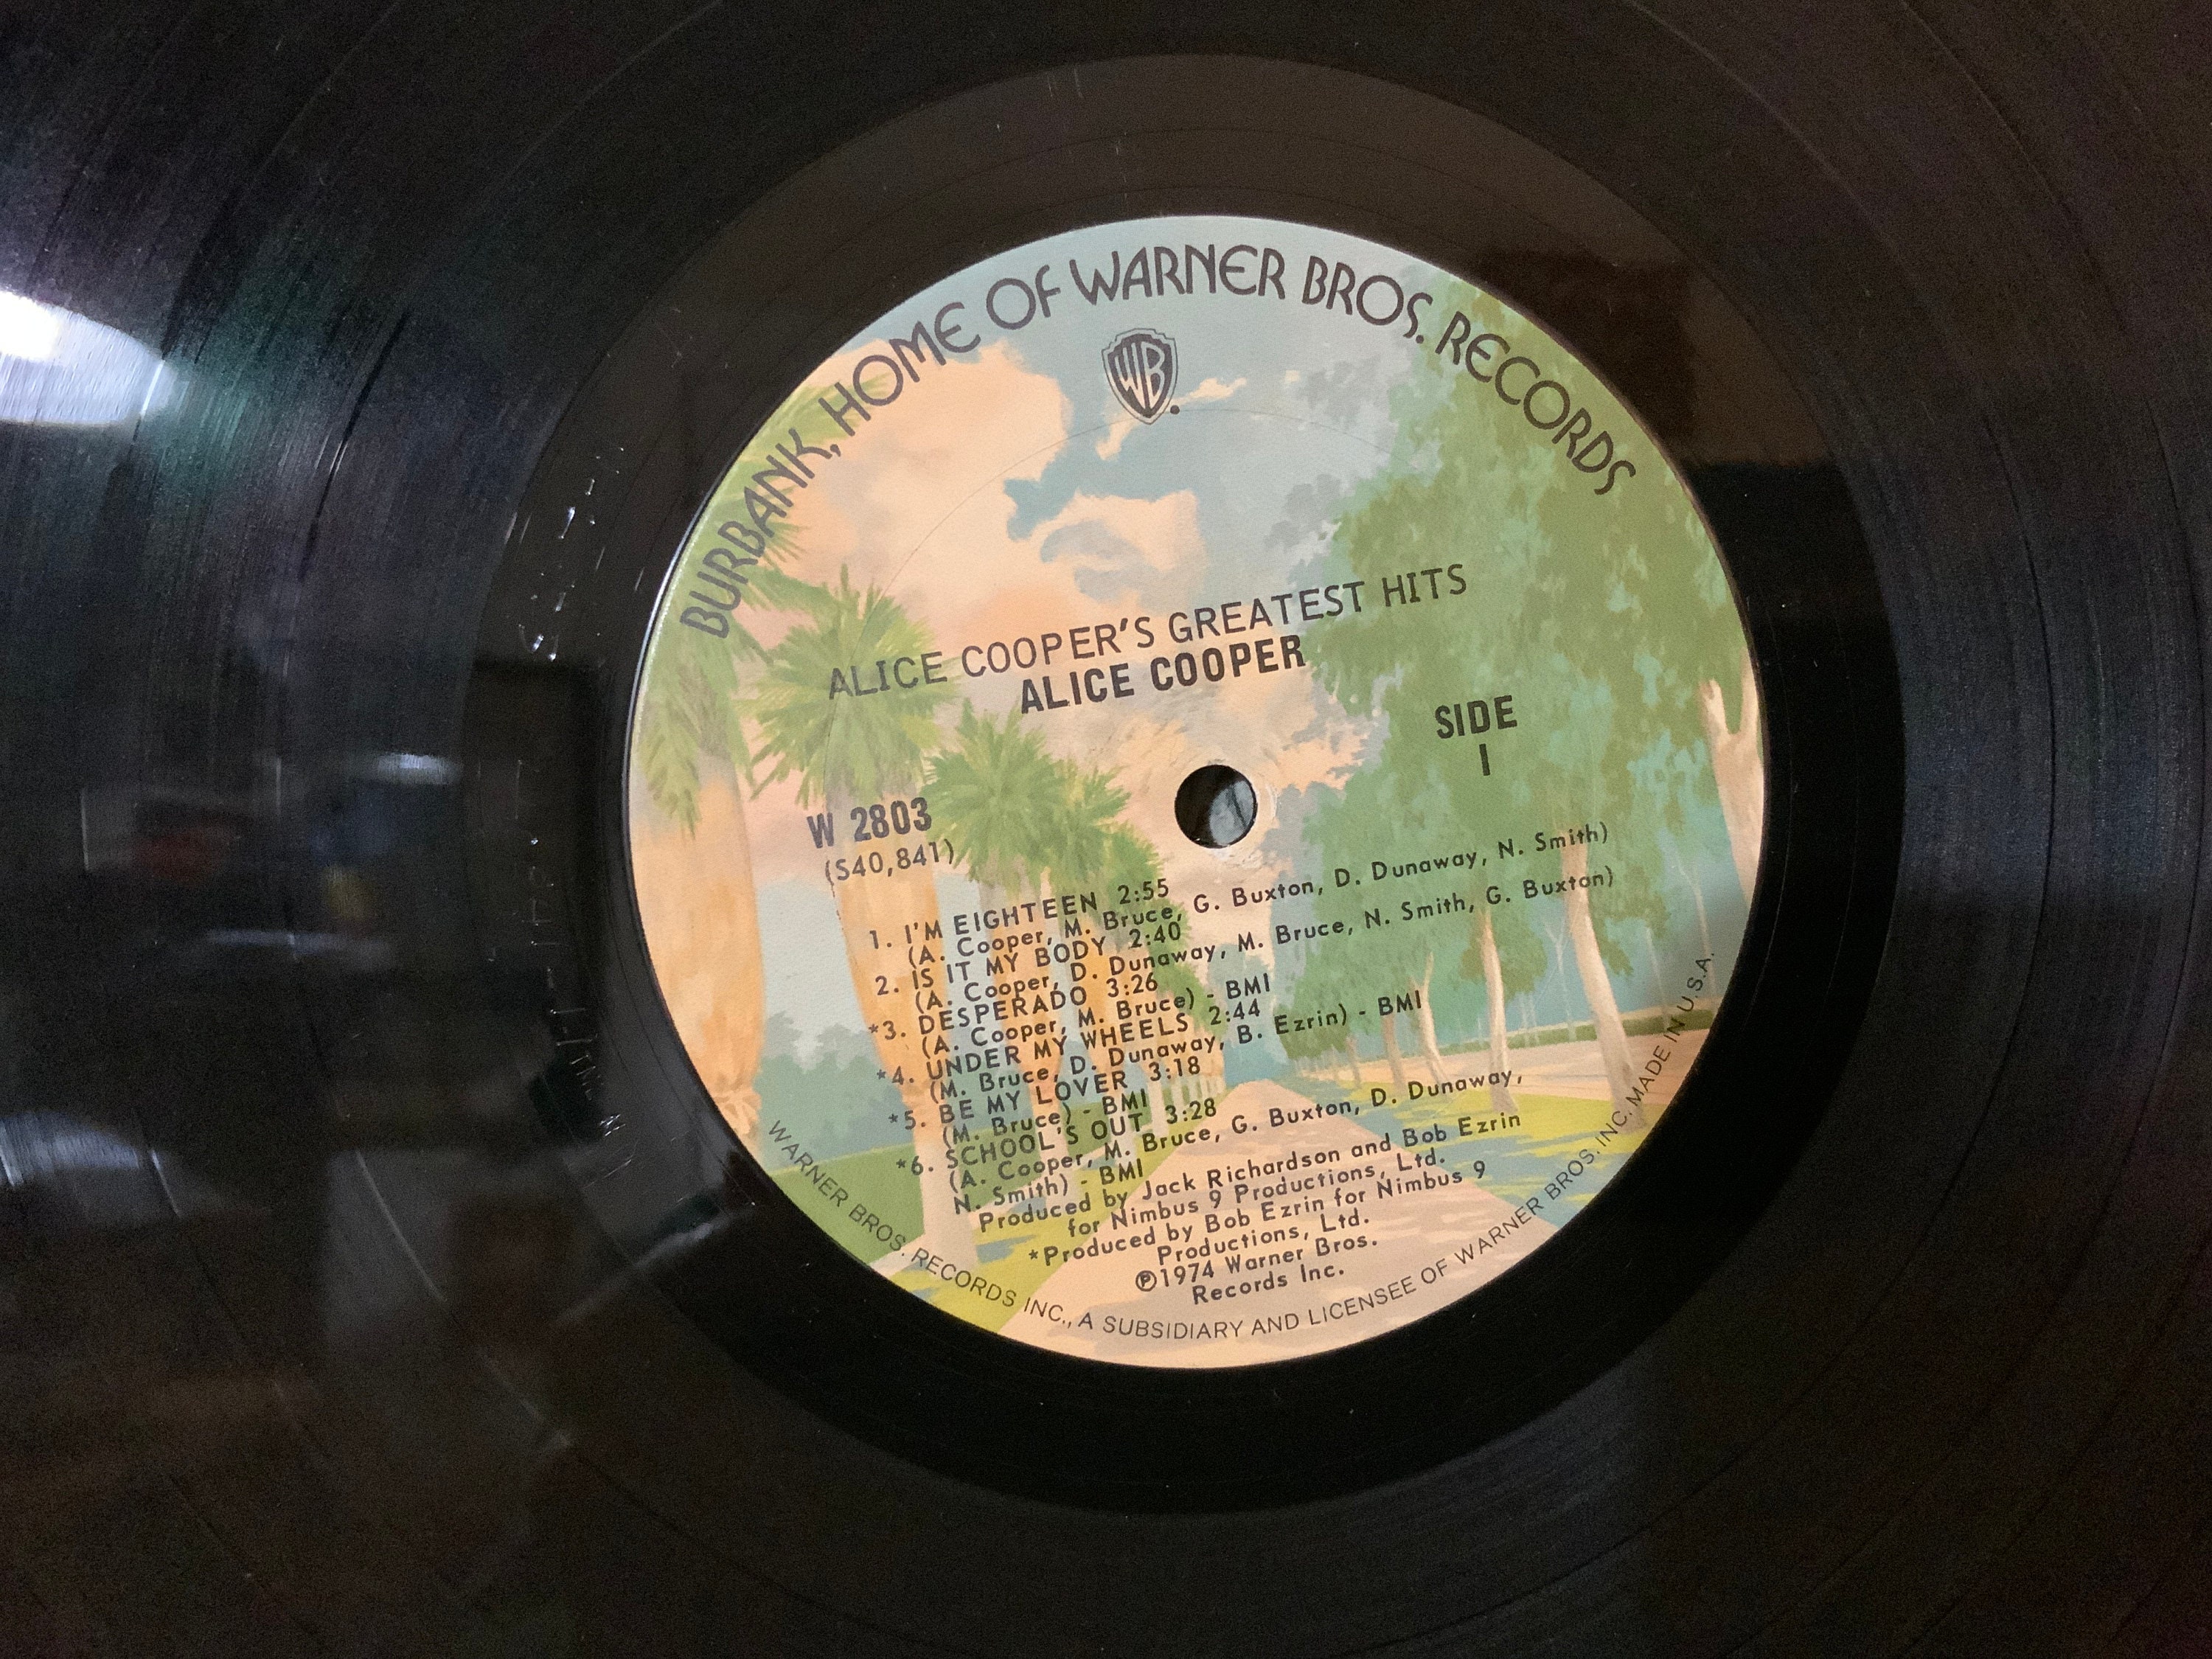 BURBANK, HOME OF WARNER BROS. RECORDS
WB
ALICE COOPER'S GREATEST HITS
ALICE COOPER
SIDE
1
W 2803
(S40,841)
1. I'M EIGHTEEN 2:55
(A. Cooper, M. Bruce, G. Buxton, D. Dunaway, N. Smith)
2. IS IT MY BODY 2:40
(A. Cooper, D. Dunaway, M. Bruce, N. Smith, G. Buxton)
*3. DESPERADO 3:26
(A. Cooper, M. Bruce) - BMI
*4. UNDER MY WHEELS 2:44
(M. Bruce, D. Dunaway, B. Ezrin) - BMI
*5. BE MY LOVER 3:18
(M. Bruce) - BMI
*6. SCHOOL'S OUT 3:28
(A. Cooper, M. Bruce, G. Buxton, D. Dunaway,
N. Smith) - BMI
Produced by Jack Richardson and Bob Ezrin
for Nimbus 9 Productions, Ltd.
*Produced by Bob Ezrin for Nimbus 9
Productions, Ltd.
℗1974 Warner Bros.
Records Inc.
WARNER BROS. RECORDS INC., A SUBSIDIARY AND LICENSEE OF WARNER BROS. INC. MADE IN U.S.A.